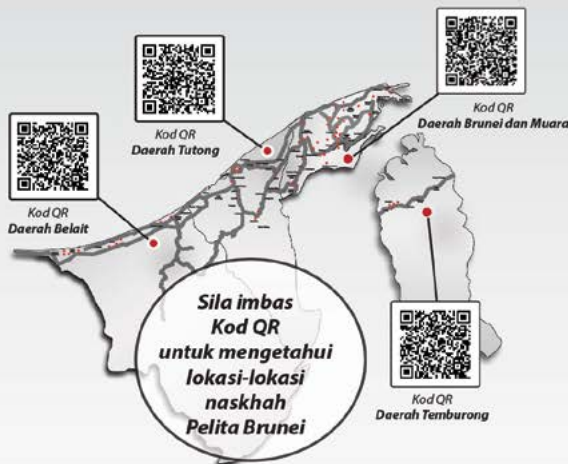 Kod QR
Daerah Tutong
Kod QR
Daerah Brunei dan Muara
Kod QR
Daerah Belait
Sila imbas
Kod QR
untuk mengetahui
lokasi-lokasi
naskhah
Pelita Brunei
Kod QR
Daerah Temburong